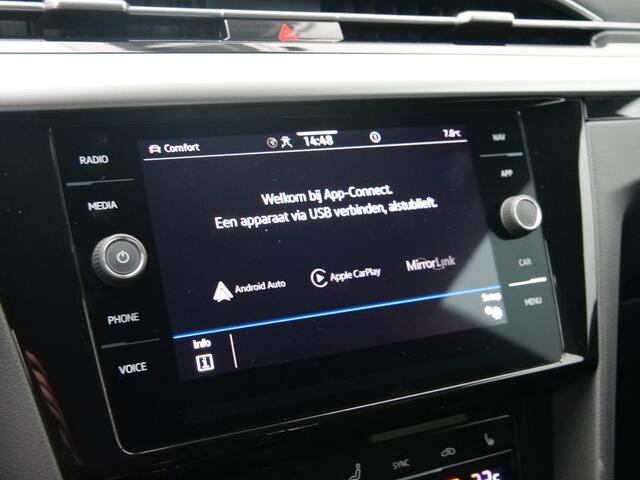 Comfort 14:48 7.0°C
RADIO
MEDIA
PHONE
VOICE
NAV
APP
CAR
MENU
Welkom bij App-Connect.
Een apparaat via USB verbinden, alstublieft.
Android Auto Apple CarPlay MirrorLink
Setup
Info
SYNC